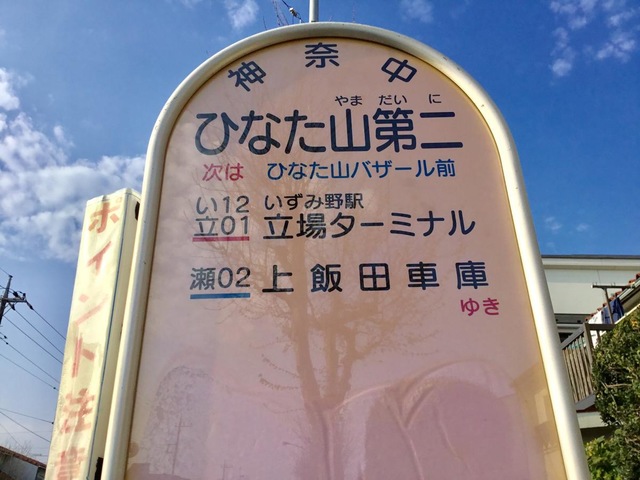 神奈中
やま だい に
ひなた山第二
次は ひなた山バザール前
い12 いずみ野駅
立01 立場ターミナル
瀬02 上飯田車庫
ゆき
ポイント注意